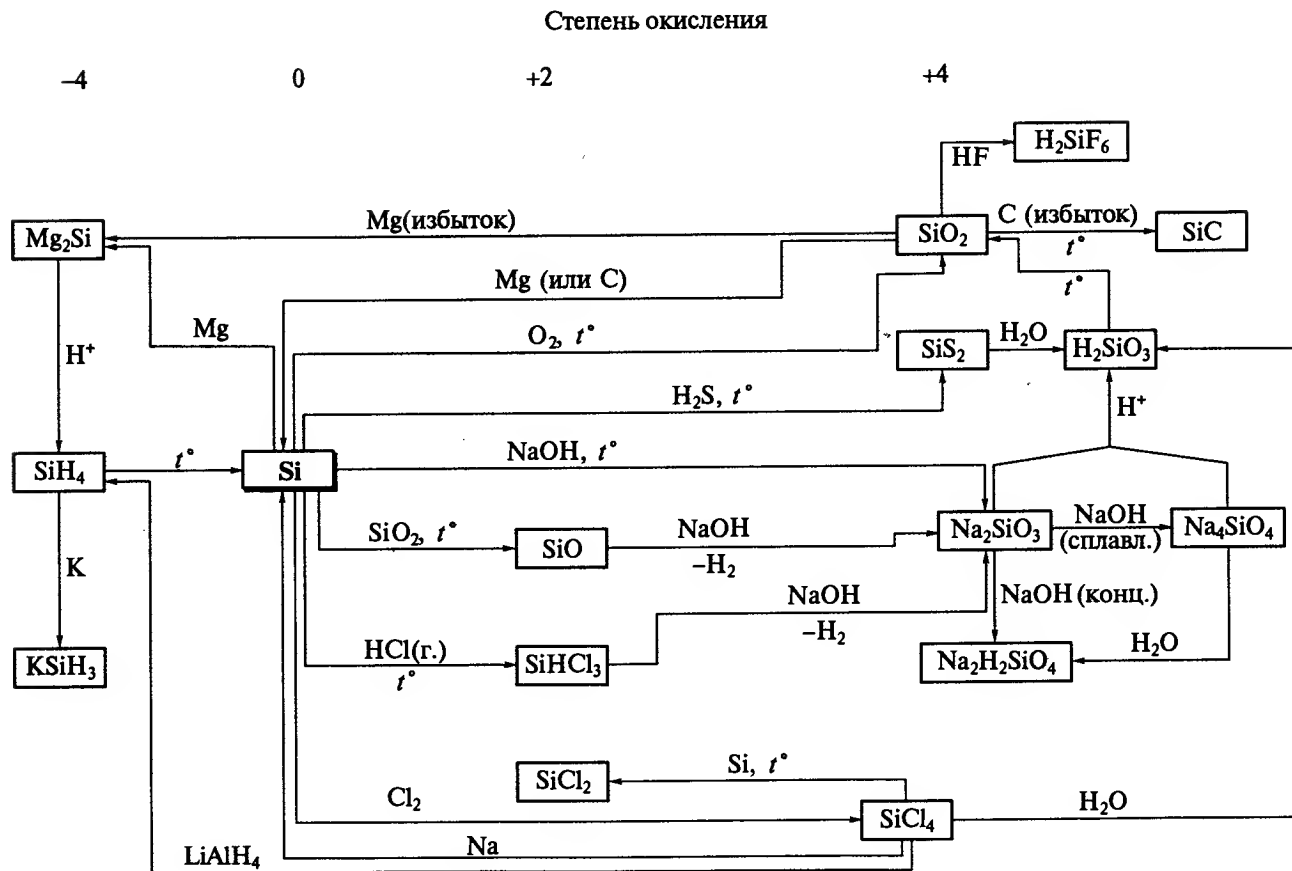 Степень окисления
–4 0 +2 +4
H₂SiF₆
HF
Mg(избыток)
C (избыток)
Mg₂Si
SiO₂
SiC
t°
t°
Mg (или C)
Mg
O₂, t°
H₂O
H⁺
SiS₂
H₂SiO₃
H₂S, t°
H⁺
NaOH, t°
t°
SiH₄
Si
SiO₂, t°
NaOH
Na₂SiO₃
NaOH
Na₄SiO₄
SiO
(сплавл.)
K
–H₂
NaOH
NaOH (конц.)
–H₂
HCl(г.)
H₂O
KSiH₃
t°
SiHCl₃
Na₂H₂SiO₄
Si, t°
SiCl₂
Cl₂
H₂O
SiCl₄
Na
LiAlH₄